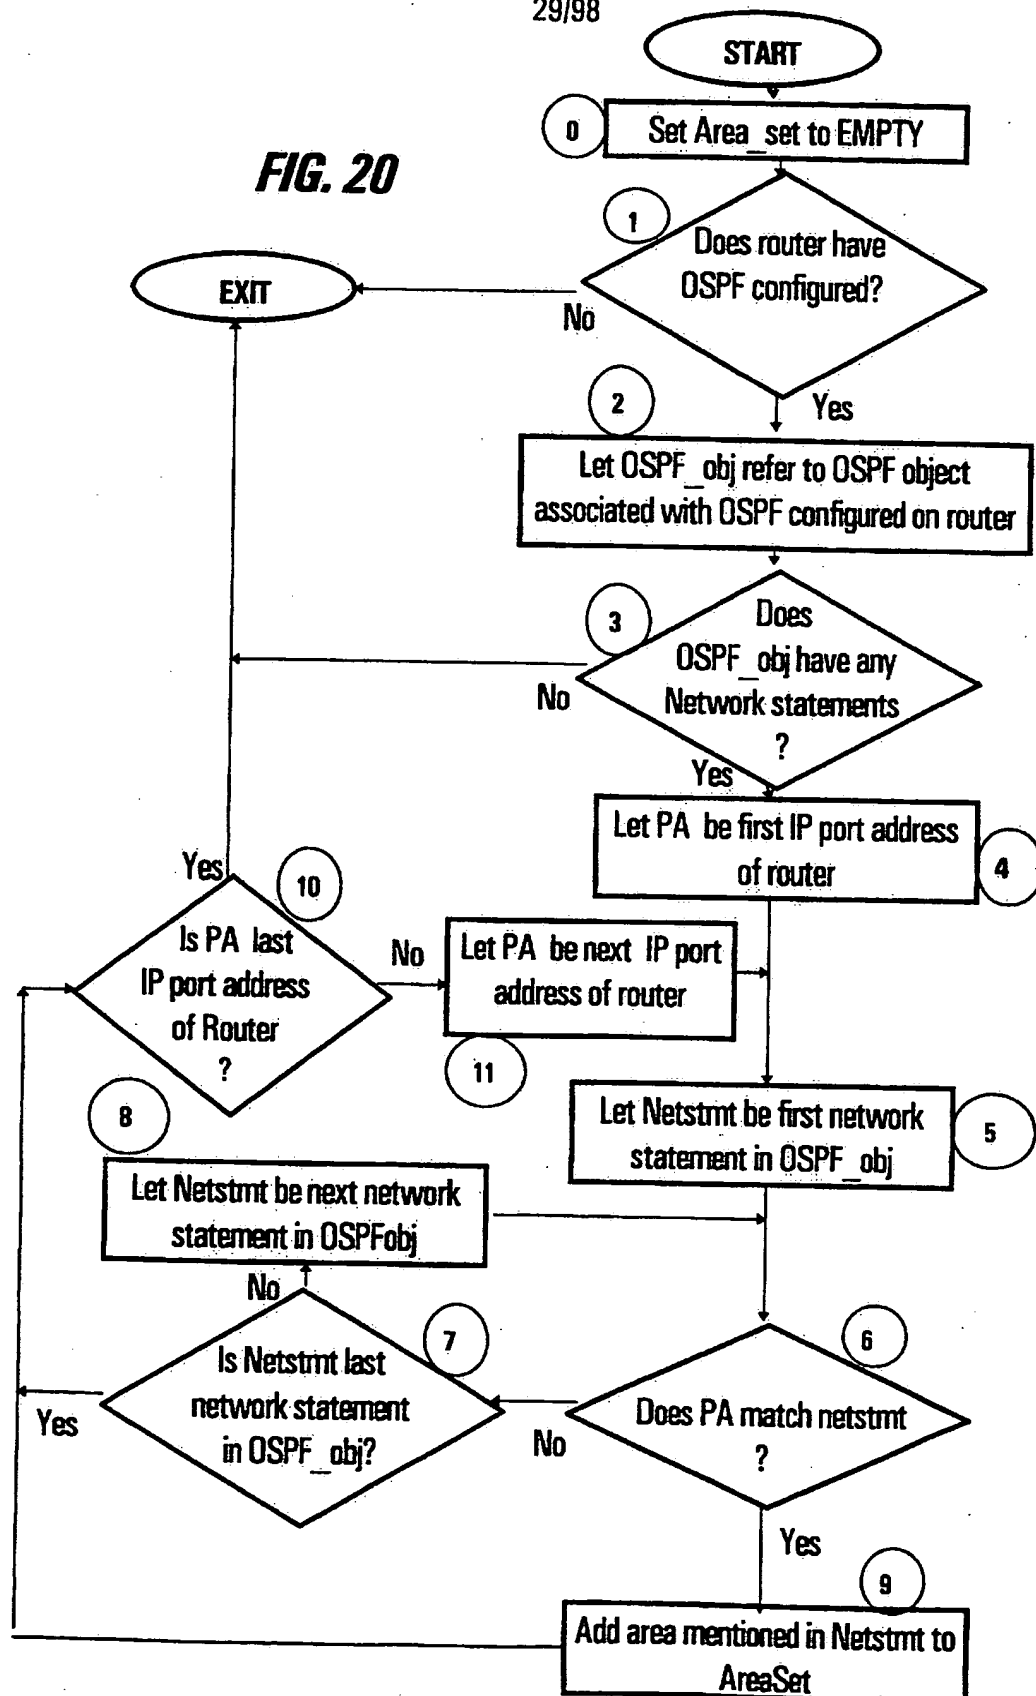 29/98
START
0
Set Area_set to EMPTY
FIG. 20
1
Does router have
OSPF configured?
EXIT
No
Yes
2
Let OSPF_obj refer to OSPF object
associated with OSPF configured on router
3
Does
OSPF_obj have any
Network statements
?
No
Yes
Let PA be first IP port address
of router
4
Yes
10
Is PA last
IP port address
of Router
?
No
Let PA be next IP port
address of router
11
8
Let Netstmt be first network
statement in OSPF_obj
5
Let Netstmt be next network
statement in OSPFobj
No
7
Is Netstmt last
network statement
in OSPF_obj?
Yes
6
Does PA match netstmt
?
No
Yes
9
Add area mentioned in Netstmt to
AreaSet